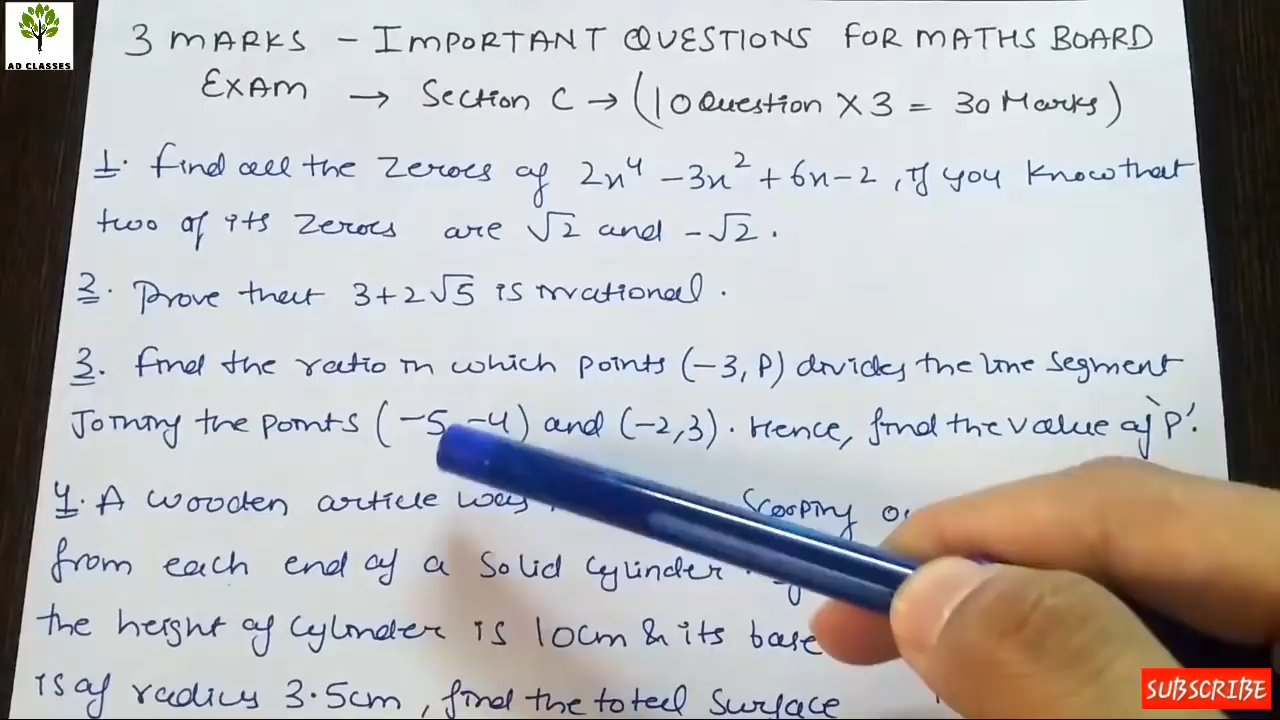 AD CLASSES
3 MARKS - IMPORTANT QUESTIONS FOR MATHS BOARD
EXAM → Section C → (10 Question X 3 = 30 Marks)
1. Find all the Zeroes of 2x⁴ - 3x² + 6x - 2, If you know that
two of its Zeroes are √2 and -√2.
2. Prove that 3+2√5 is irrational.
3. Find the ratio in which points (-3, P) divides the line segment
Joining the points (-5, -4) and (-2,3). Hence, find the value of 'P'.
4. A wooden article was Scooping
from each end of a Solid Cylinder.
the height of Cylinder is 10cm & its base
is of radius 3.5cm, find the total Surface
SUBSCRIBE